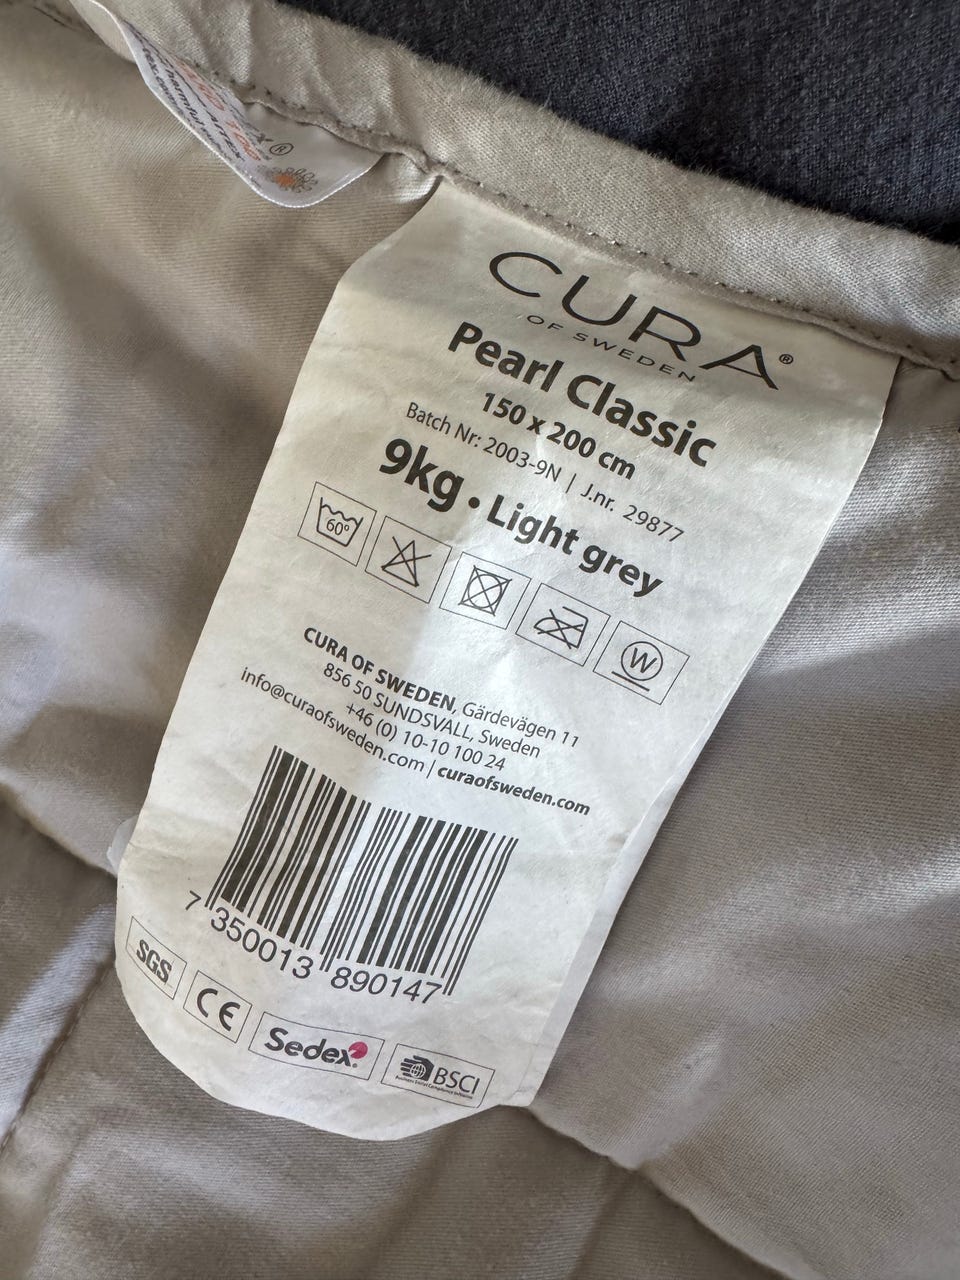 100
®
CURA®
OF SWEDEN
Pearl Classic
150 x 200 cm
Batch Nr: 2003-9N | J.nr. 29877
9kg • Light grey
60°
W
CURA OF SWEDEN, Gärdevägen 11
856 50 SUNDSVALL, Sweden
+46 (0) 10-10 100 24
info@curaofsweden.com | curaofsweden.com
7 350013 890147
SGS CE Sedex BSCI